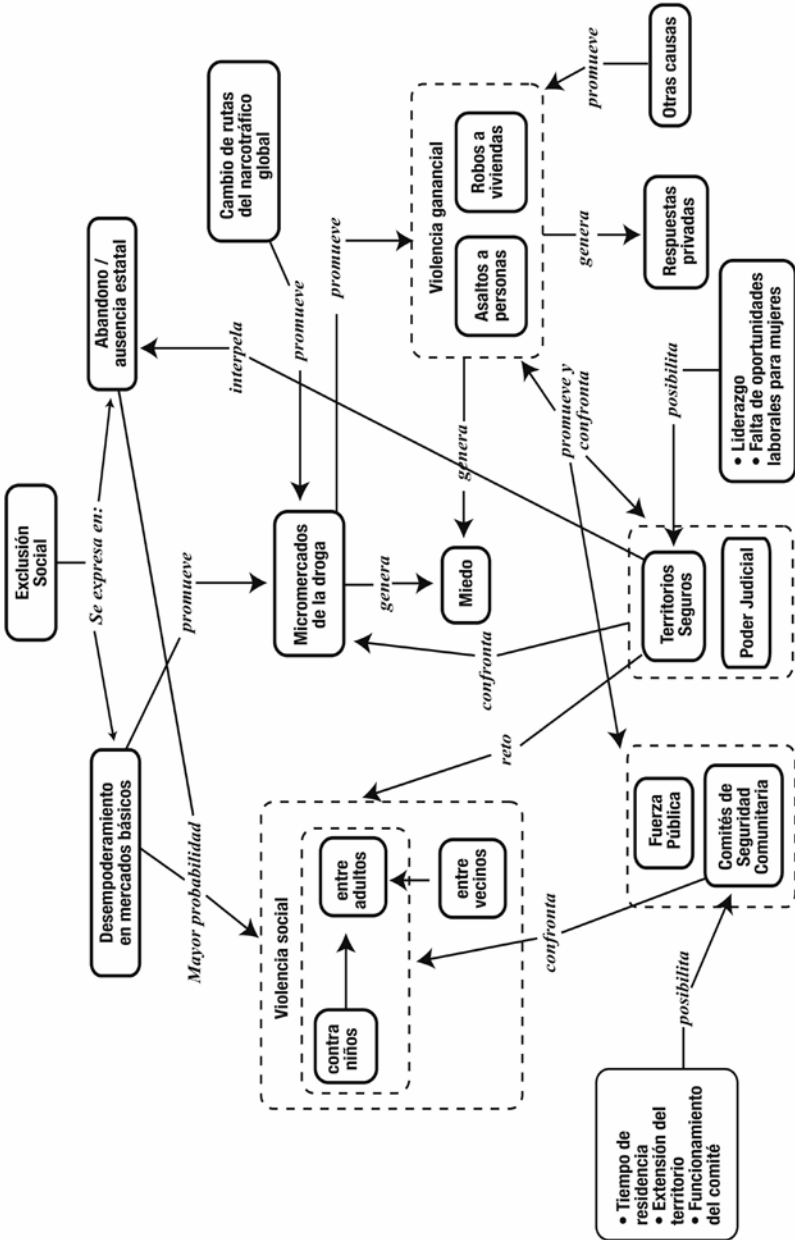 Exclusión
Social
Se expresa en:
Desempoderamiento
en mercados básicos
Abandono /
ausencia estatal
Mayor probabilidad
promueve
interpela
promueve
Cambio de rutas
del narcotráfico
global
Violencia social
contra
niños
entre
adultos
entre
vecinos
Micromercados
de la droga
promueve
genera
Miedo
genera
Violencia ganancial
Asaltos a
personas
Robos a
viviendas
promueve
Otras causas
genera
Respuestas
privadas
reto
confronta
promueve y
confronta
confronta
Fuerza
Pública
Comités de
Seguridad
Comunitaria
Territorios
Seguros
Poder Judicial
posibilita
• Tiempo de
residencia
• Extensión del
territorio
• Funcionamiento
del comité
posibilita
• Liderazgo
• Falta de oportunidades
laborales para mujeres